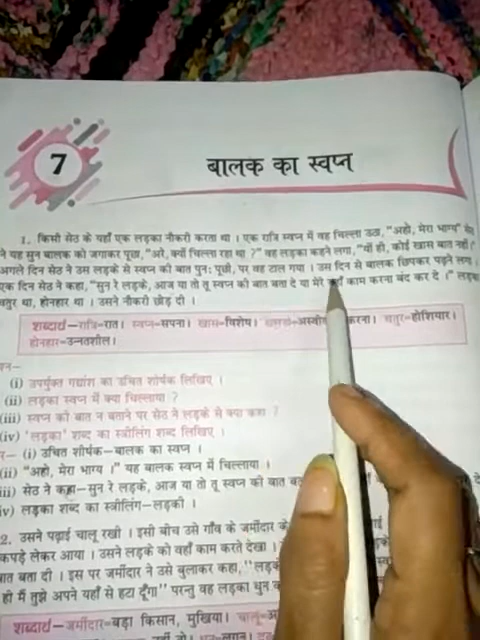 7
बालक का स्वप्न
1. किसी सेठ के यहाँ एक लड़का नौकरी करता था । एक रात्रि स्वप्न में वह चिल्ला उठा, “अहो, मेरा भाग्य”
ने यह सुन बालक को जगाकर पूछा, “अरे, क्यों चिल्ला रहा था ?” वह लड़का कहने लगा, “यों ही, कोई खास बात नहीं।”
अगले दिन सेठ ने उस लड़के से स्वप्न की बात पुनः पूछी, पर वह टाल गया । उस दिन से बालक छिपकर पढ़ने लगा ।
एक दिन सेठ ने कहा, “सुन रे लड़के, आज या तो तू स्वप्न की बात बता दे या मेरे यहाँ काम करना बंद कर दे ।” लड़का
चतुर था, होनहार था । उसने नौकरी छोड़ दी ।
शब्दार्थ–रात्रि=रात। स्वप्न=सपना। खास=विशेष। करना। चतुर=होशियार।
होनहार=उन्नतशील।
(i) उपर्युक्त गद्यांश का उचित शीर्षक लिखिए ।
(ii) लड़का स्वप्न में क्या चिल्लाया ?
(iii) स्वप्न की बात न बताने पर सेठ ने लड़के से क्या कहा ?
(iv) ‘लड़का’ शब्द का स्त्रीलिंग शब्द लिखिए ।
(i) उचित शीर्षक–बालक का स्वप्न ।
(ii) “अहो, मेरा भाग्य ।” यह बालक स्वप्न में चिल्लाया ।
iii) सेठ ने कहा–सुन रे लड़के, आज या तो तू स्वप्न की बात
iv) लड़का शब्द का स्त्रीलिंग–लड़की ।
2. उसने पढ़ाई चालू रखी । इसी बीच उसे गाँव के जमींदार के
कपड़े लेकर आया । उसने लड़के को वहाँ काम करते देखा ।
बात बता दी । इस पर जमींदार ने उसे बुलाकर कहा,
ही मैं तुझे अपने यहाँ से हटा दूँगा” परन्तु वह लड़का धुन
शब्दार्थ–जमींदार=बड़ा किसान, मुखिया।